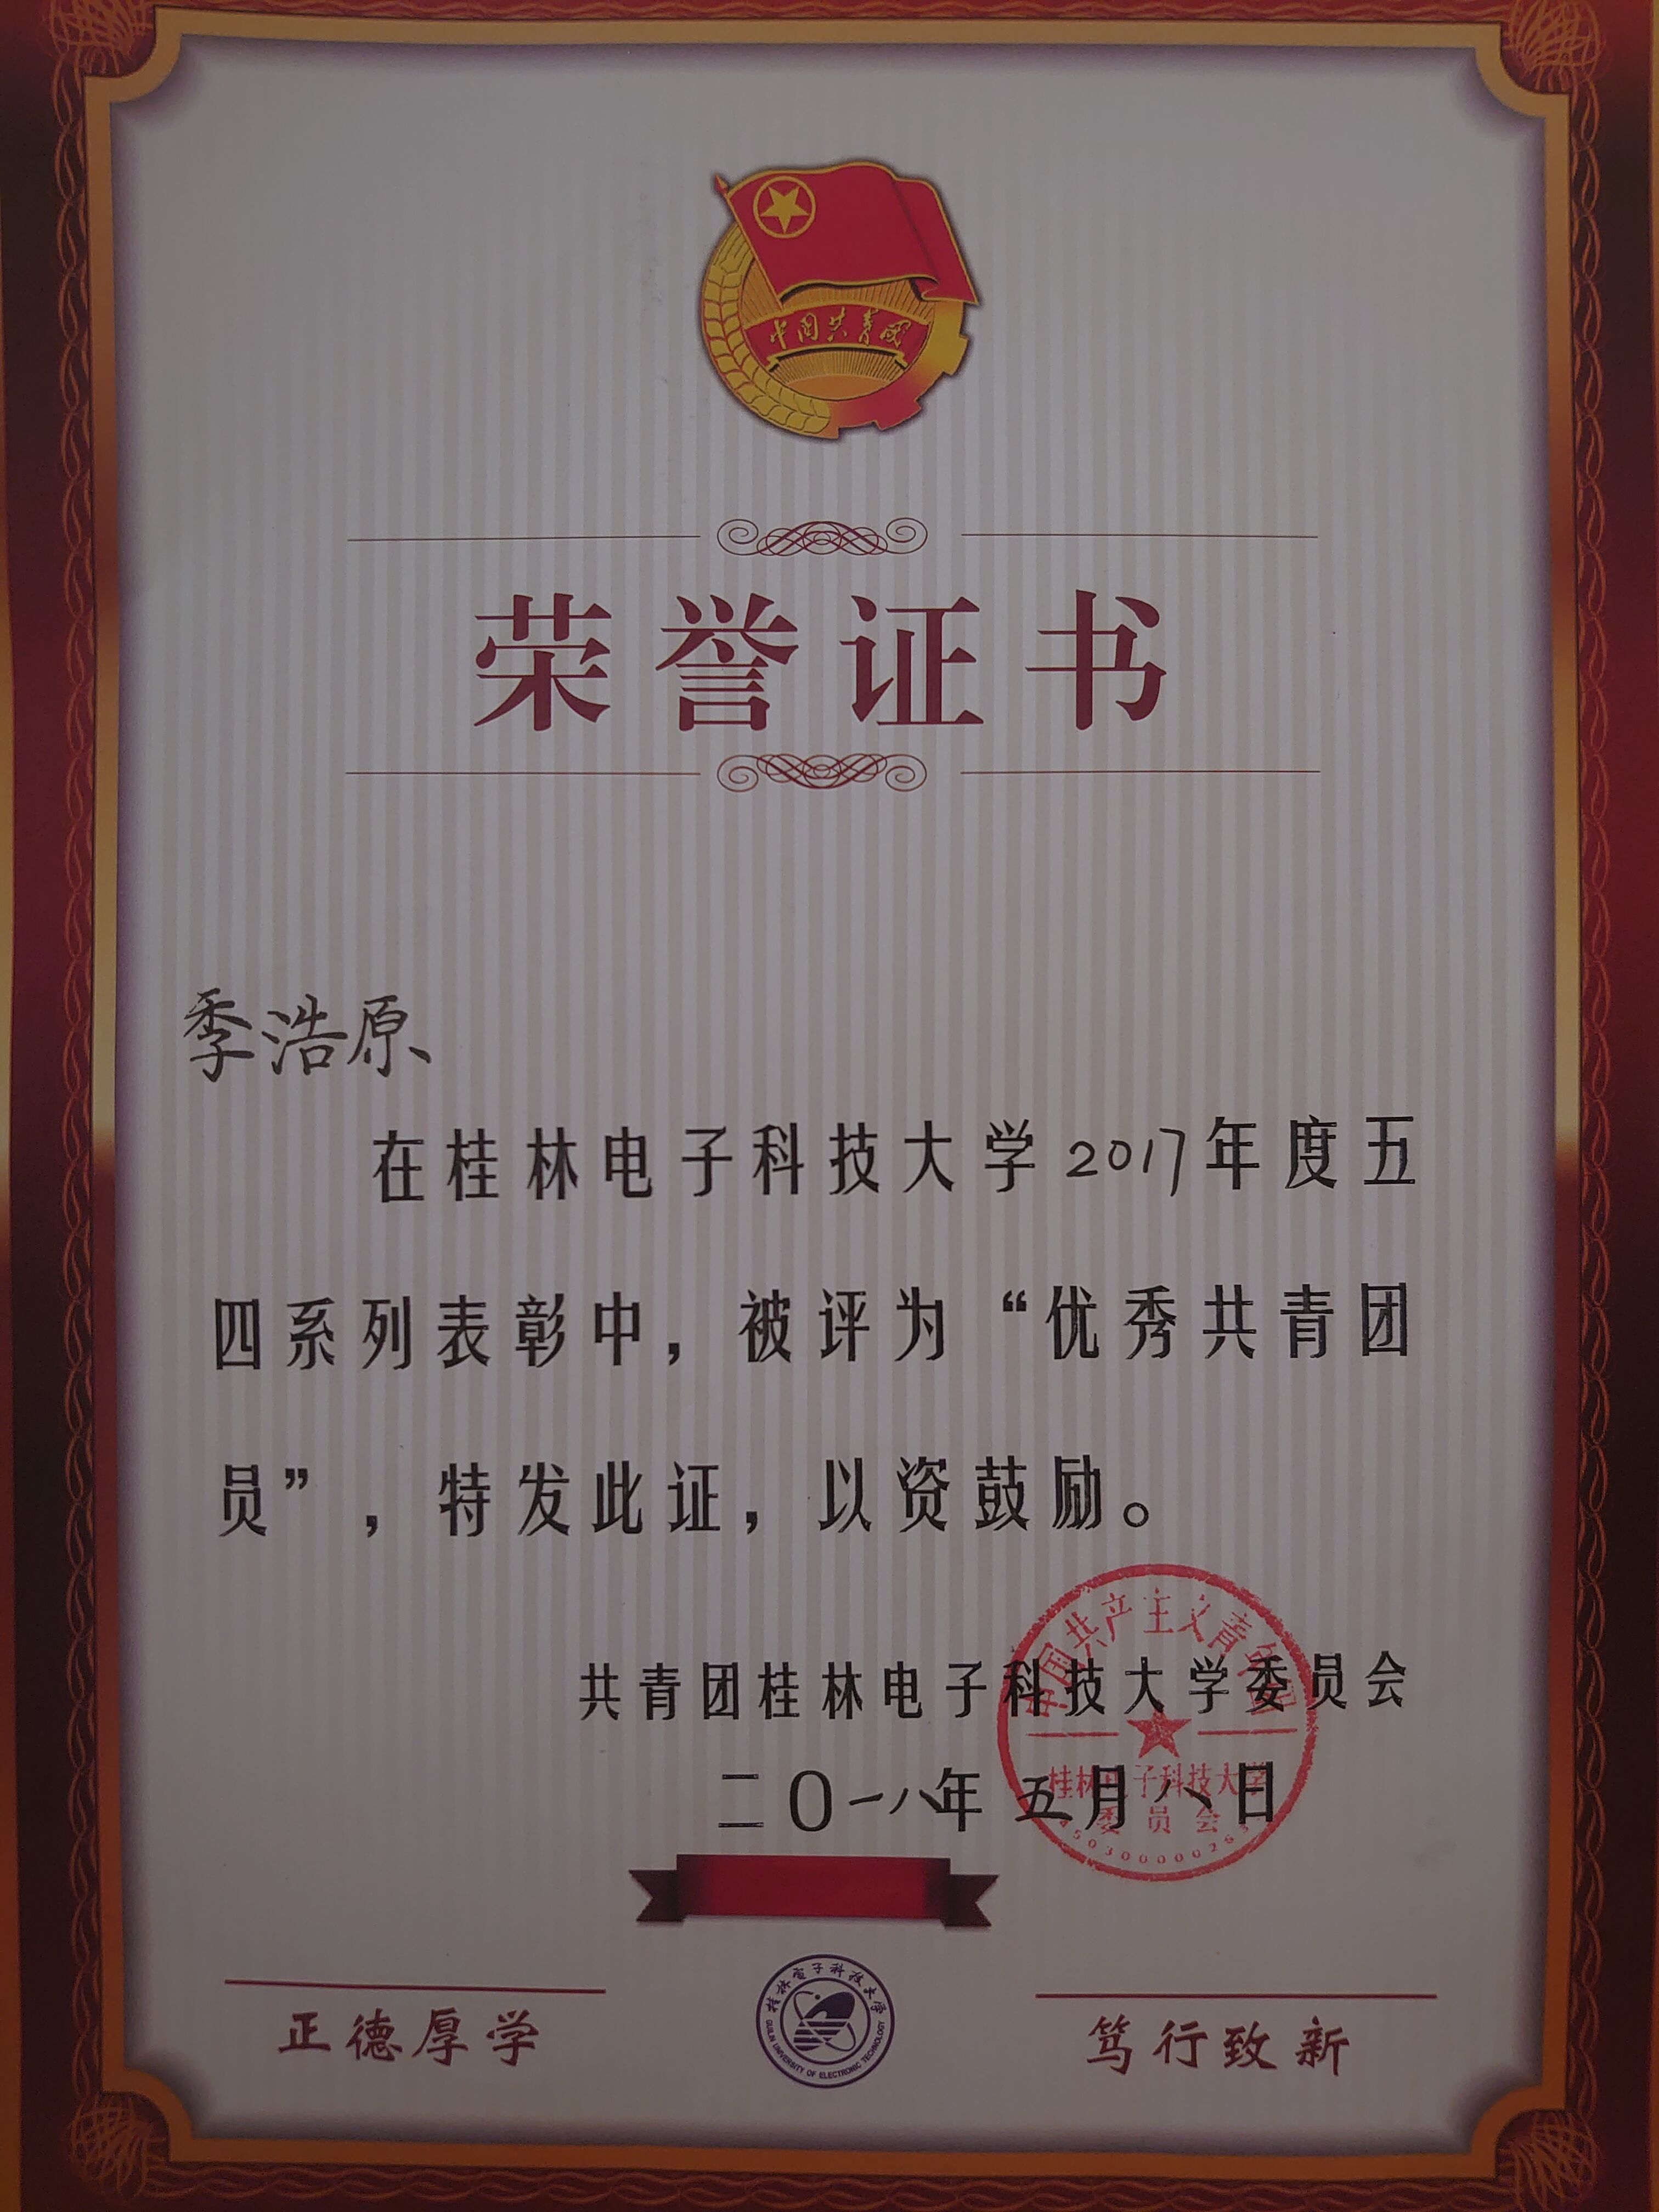 中国共青团
荣誉证书
季浩原、
在桂林电子科技大学2017年度五
四系列表彰中，被评为“优秀共青团
员”，特发此证，以资鼓励。
共青团桂林电子科技大学委员会
二〇一八年五月八日
中国共产主义青年团
桂林电子科技大学
委员会
正德厚学
桂林电子科技大学
GUILIN UNIVERSITY OF ELECTRONIC TECHNOLOGY
笃行致新